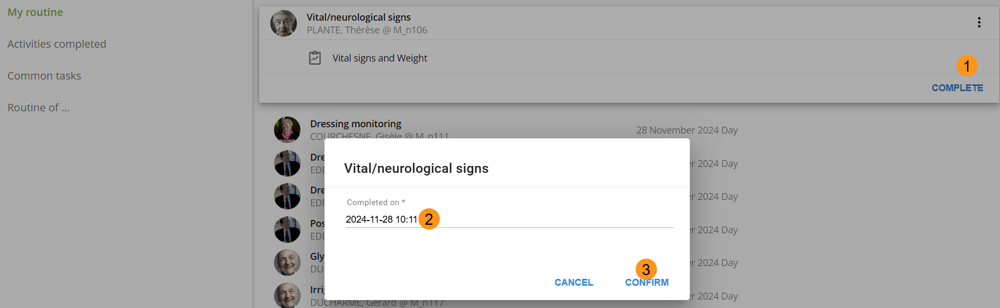 My routine
Activities completed
Common tasks
Routine of ...
Vital/neurological signs
PLANTE, Thérèse @ M_n106
Vital signs and Weight
1
COMPLETE
Dressing monitoring
COURCHESNE, Gisèle @ M_n111
28 November 2024 Day
Dre
EDE
r 2024 Day
Dre
EDE
r 2024 Day
Pos
EDE
r 2024 Day
Gly
DU
r 2024 Day
Irri
DUCHARME, Gérard @ M_n117
r 2024 Day
Vital/neurological signs
Completed on *
2024-11-28 10:11
2
3
CANCEL
CONFIRM